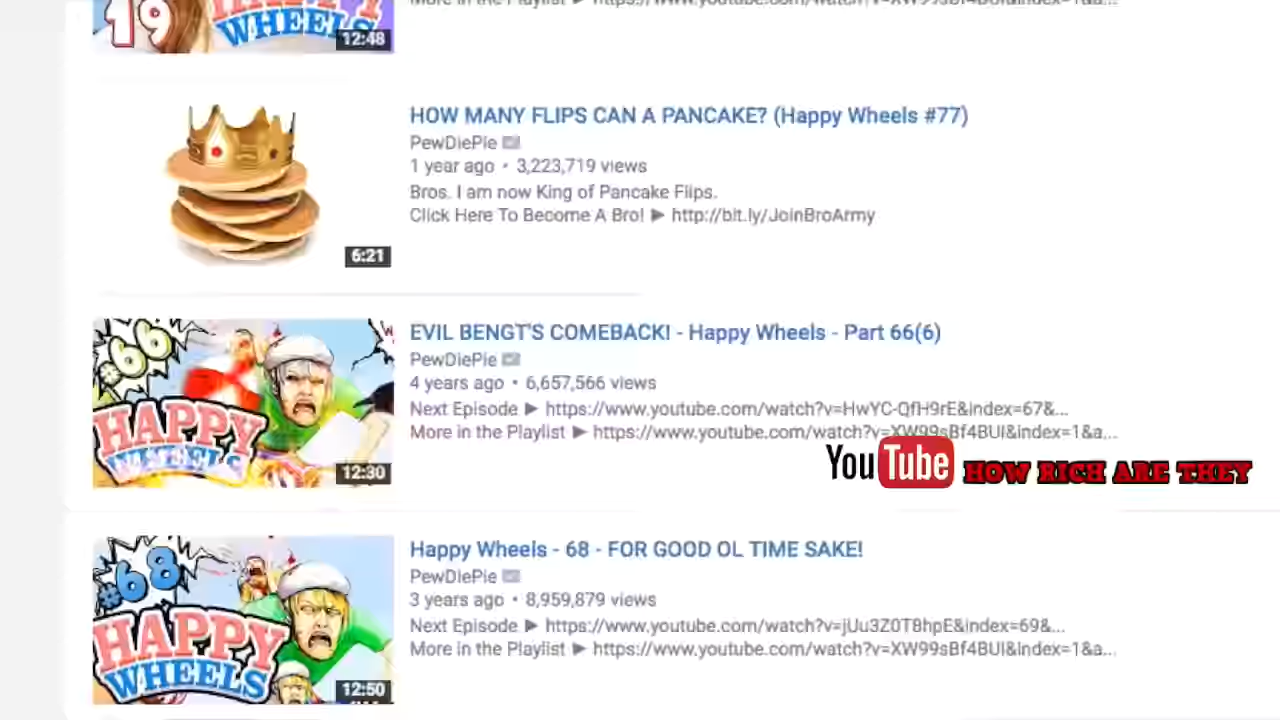 19
WHEELS
12:48
HOW MANY FLIPS CAN A PANCAKE? (Happy Wheels #77)
PewDiePie
1 year ago • 3,223,719 views
Bros. I am now King of Pancake Flips.
Click Here To Become A Bro! ► http://bit.ly/JoinBroArmy
6:21
#66
HAPPY
WHEELS
12:30
EVIL BENGT'S COMEBACK! - Happy Wheels - Part 66(6)
PewDiePie
4 years ago • 6,657,566 views
Next Episode ► https://www.youtube.com/watch?v=HwYC-QfH9rE&index=67&...
More in the Playlist ► https://www.youtube.com/watch?v=XW99sBf4BUI&index=1&a...
YouTube HOW RICH ARE THEY
#68
HAPPY
WHEELS
12:50
Happy Wheels - 68 - FOR GOOD OL TIME SAKE!
PewDiePie
3 years ago • 8,959,879 views
Next Episode ► https://www.youtube.com/watch?v=jUu3Z0T8hpE&index=69&...
More in the Playlist ► https://www.youtube.com/watch?v=XW99sBf4BUI&index=1&a...